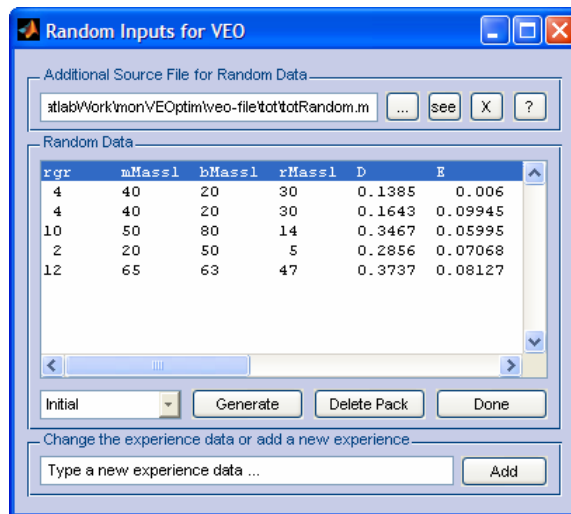 Random Inputs for VEO
Additional Source File for Random Data
atlabWork\monVEOptim\veo-file\tot\totRandom.m ... see X ?
Random Data
rgr mMass1 bMass1 rMass1 D E
4 40 20 30 0.1385 0.006
4 40 20 30 0.1643 0.09945
10 50 80 14 0.3467 0.05995
2 20 50 5 0.2856 0.07068
12 65 63 47 0.3737 0.08127
Initial Generate Delete Pack Done
Change the experience data or add a new experience
Type a new experience data ... Add